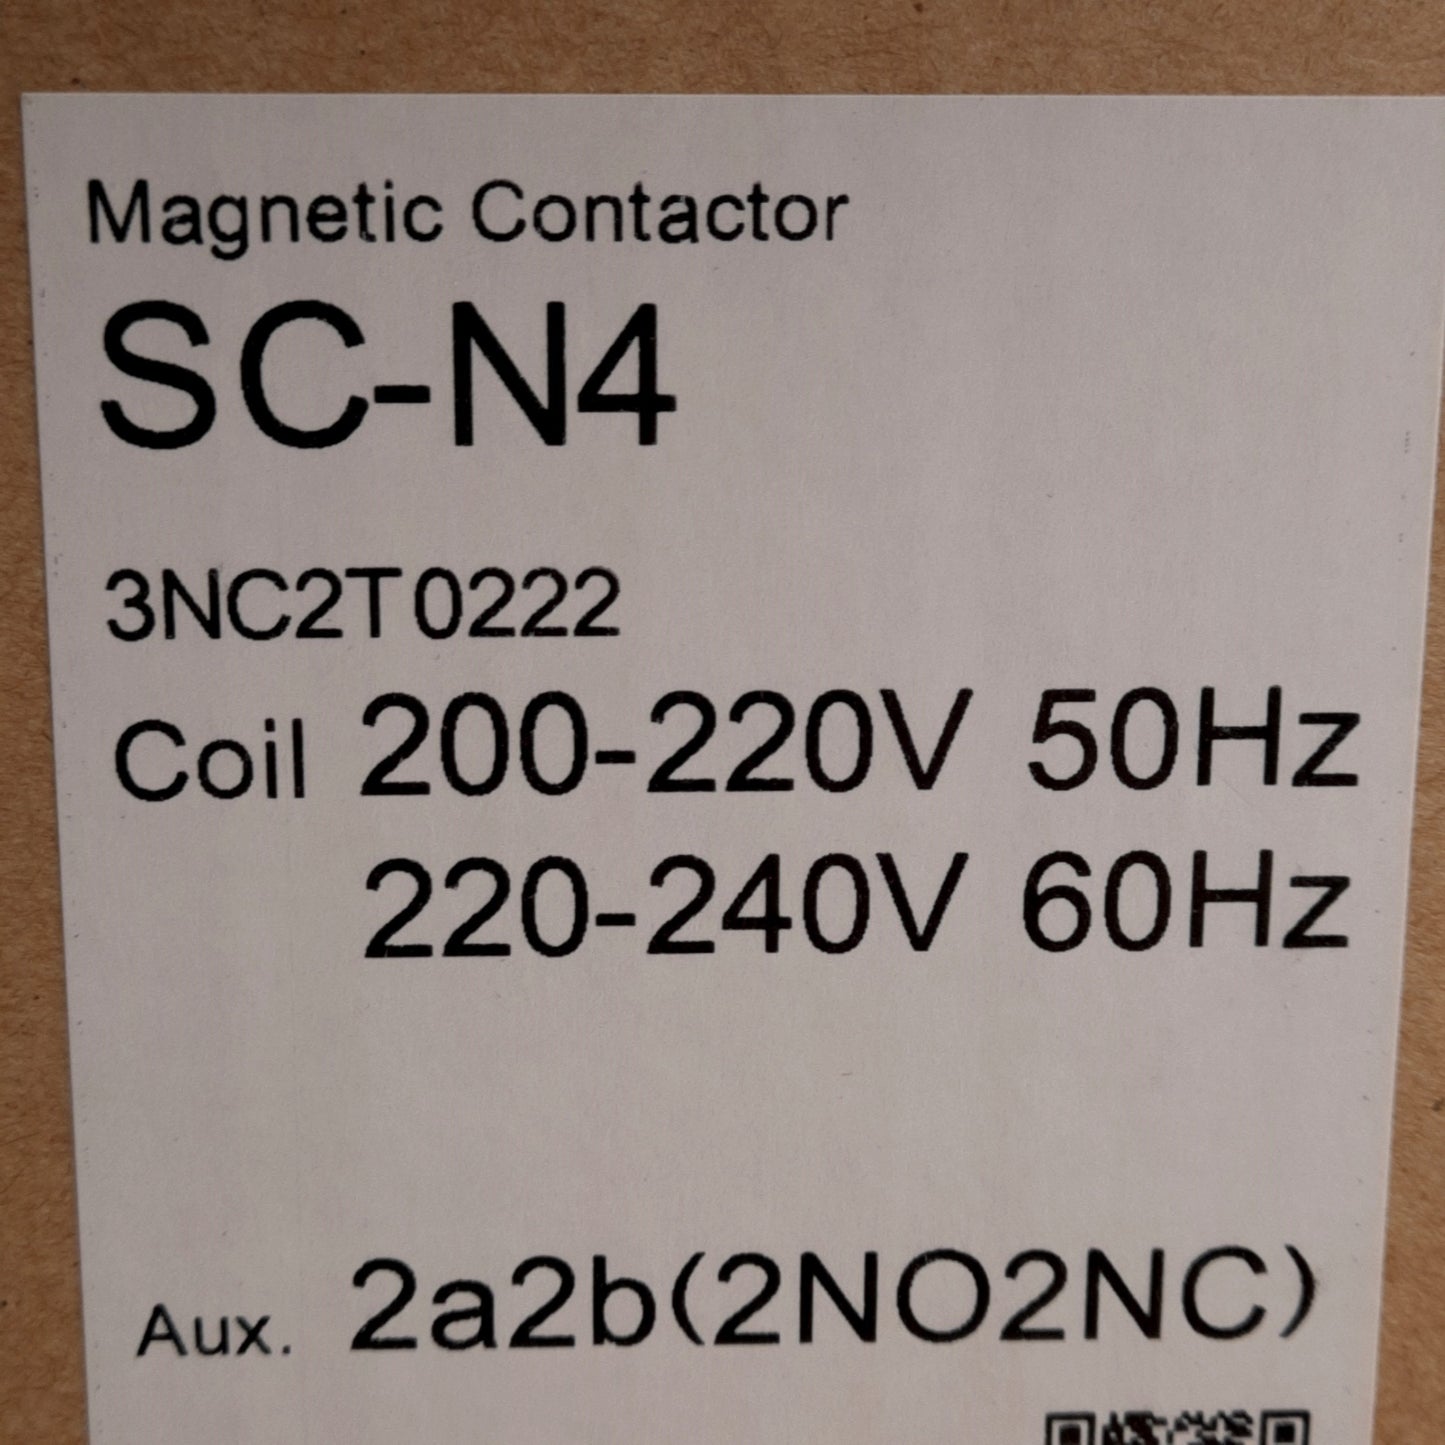 Magnetic Contactor
SC-N4
3NC2T0222
Coil 200-220V 50Hz
220-240V 60Hz
Aux. 2a2b(2NO2NC)